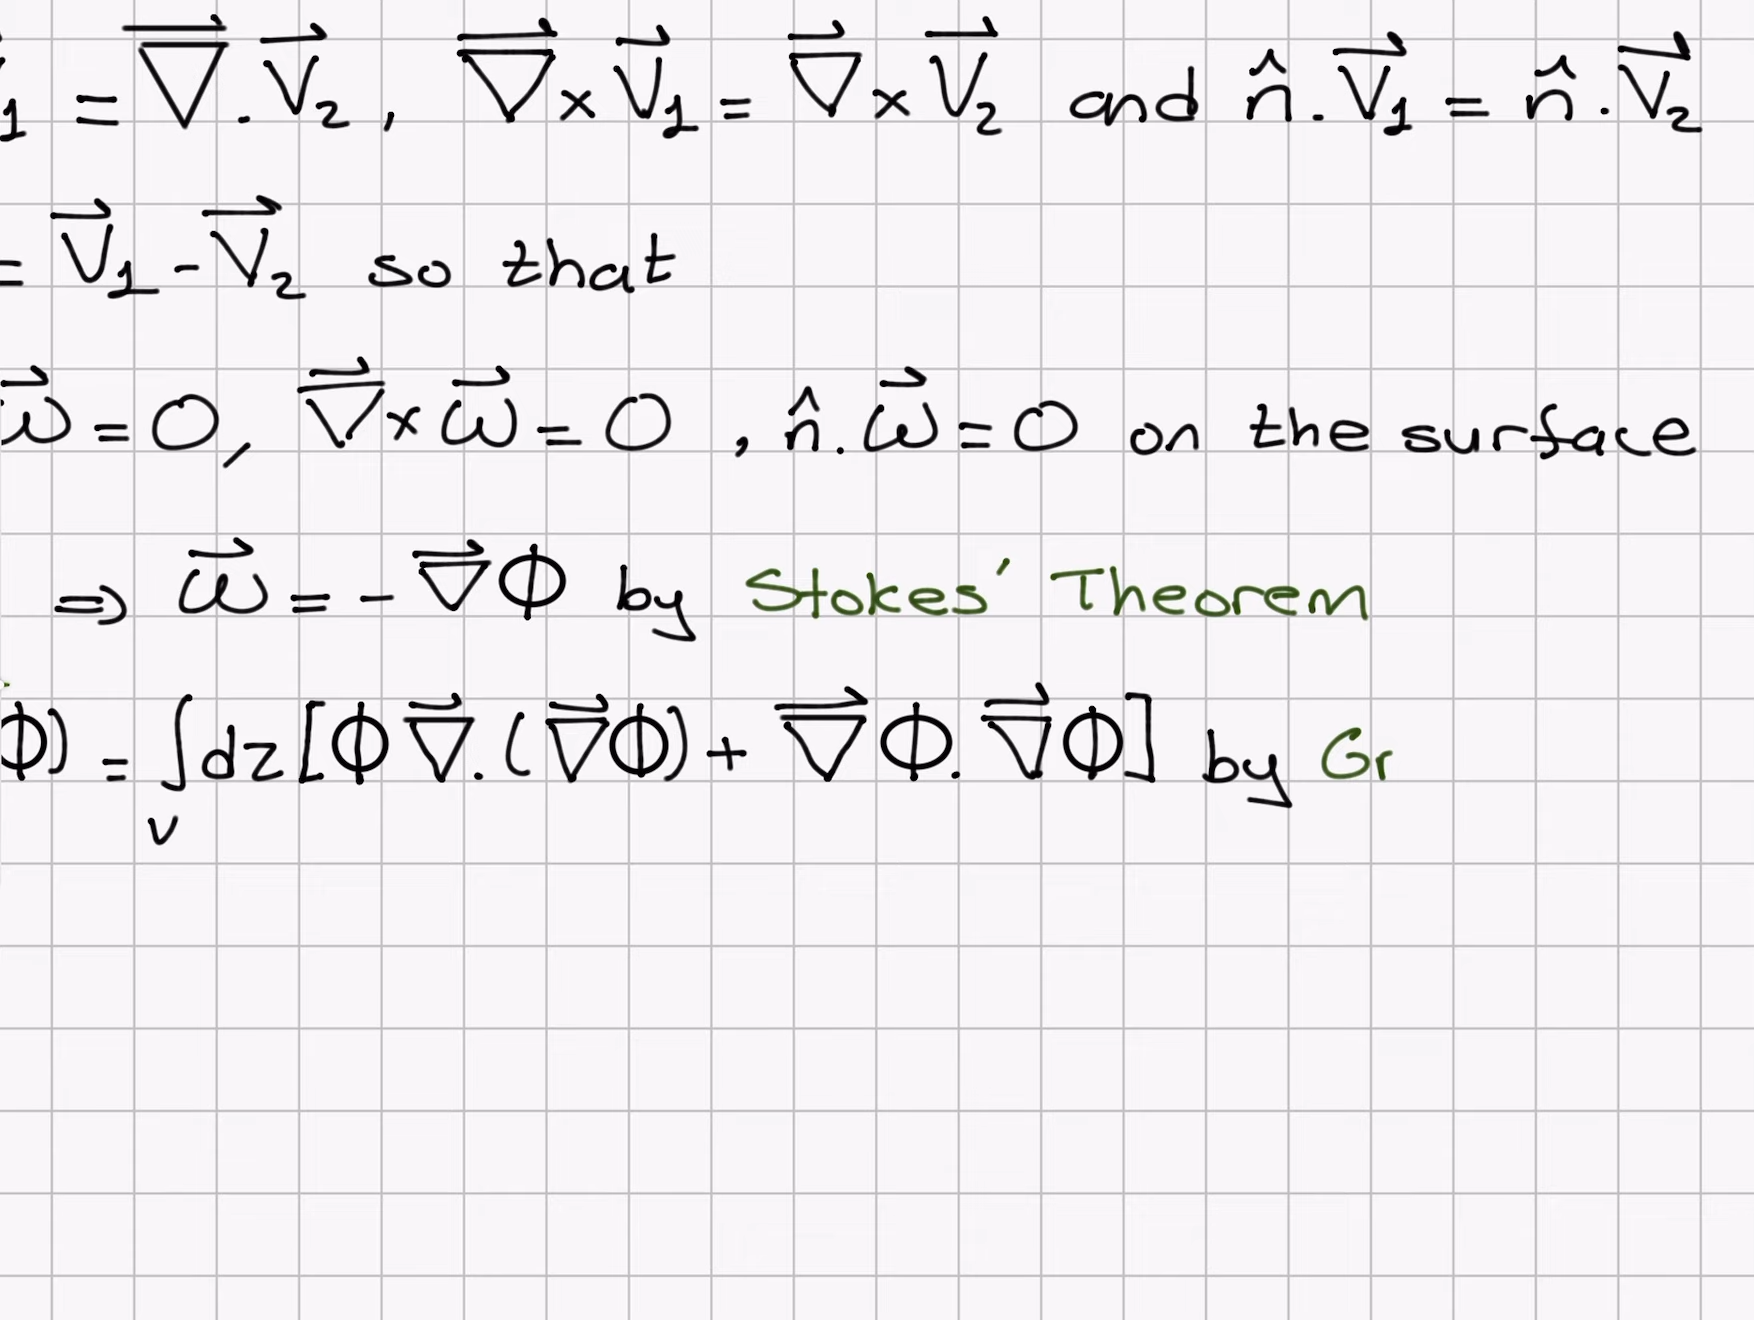 ₁ = ∇⃗.V⃗₂, ∇⃗×V⃗₁ = ∇⃗×V⃗₂ and n̂.V⃗₁ = n̂.V⃗₂
= V⃗₁ - V⃗₂ so that
ω⃗ = 0, ∇⃗×ω⃗ = 0, n̂.ω⃗ = 0 on the surface
⇒ ω⃗ = -∇⃗Φ by Stokes' Theorem
Φ) = ∫dz[Φ∇⃗.(∇⃗Φ) + ∇⃗Φ.∇⃗Φ] by Gr
V